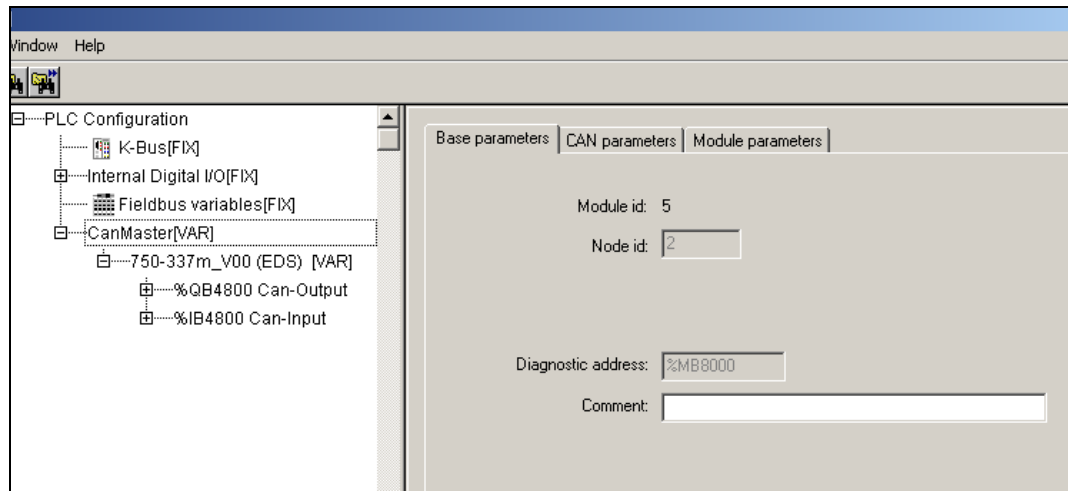 Window Help
PLC Configuration
K-Bus[FIX]
Internal Digital I/O[FIX]
Fieldbus variables[FIX]
CanMaster[VAR]
750-337m_V00 (EDS) [VAR]
%QB4800 Can-Output
%IB4800 Can-Input
Base parameters CAN parameters Module parameters
Module id: 5
Node id: 2
Diagnostic address: %MB8000
Comment: